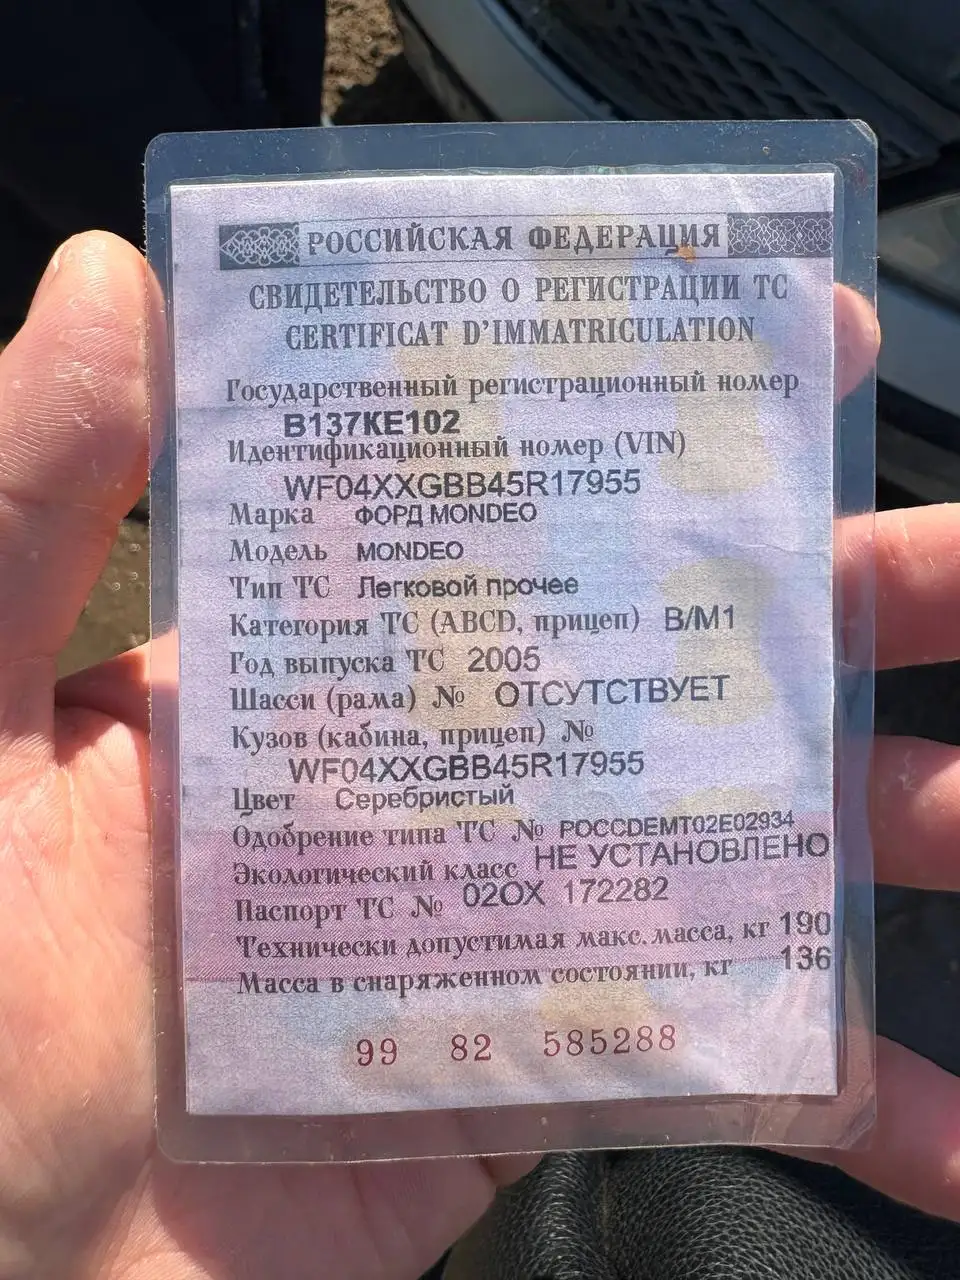 РОССИЙСКАЯ ФЕДЕРАЦИЯ
СВИДЕТЕЛЬСТВО О РЕГИСТРАЦИИ ТС
CERTIFICAT D'IMMATRICULATION
Государственный регистрационный номер
В137КЕ102
Идентификационный номер (VIN)
WF04XXGBB45R17955
Марка ФОРД MONDEO
Модель MONDEO
Тип ТС Легковой прочее
Категория ТС (ABCD, прицеп) B/M1
Год выпуска ТС 2005
Шасси (рама) № ОТСУТСТВУЕТ
Кузов (кабина, прицеп) №
WF04XXGBB45R17955
Цвет Серебристый
Одобрение типа ТС № РОССDEMT02E02934
Экологический класс НЕ УСТАНОВЛЕНО
Паспорт ТС № 02ОХ 172282
Технически допустимая макс. масса, кг 190
Масса в снаряженном состоянии, кг 136
99 82 585288